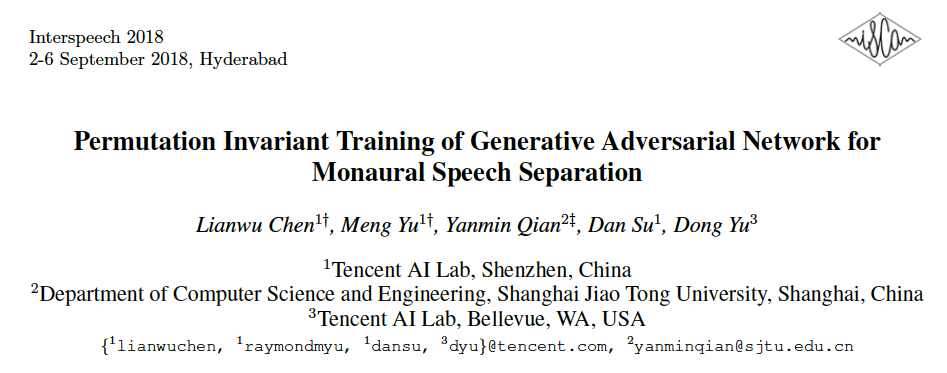 Interspeech 2018
2-6 September 2018, Hyderabad
ISCA
Permutation Invariant Training of Generative Adversarial Network for
Monaural Speech Separation
Lianwu Chen¹†, Meng Yu¹†, Yanmin Qian²‡, Dan Su¹, Dong Yu³
¹Tencent AI Lab, Shenzhen, China
²Department of Computer Science and Engineering, Shanghai Jiao Tong University, Shanghai, China
³Tencent AI Lab, Bellevue, WA, USA
{¹lianwuchen, ¹raymondmyu, ¹dansu, ³dyu}@tencent.com, ²yanminqian@sjtu.edu.cn